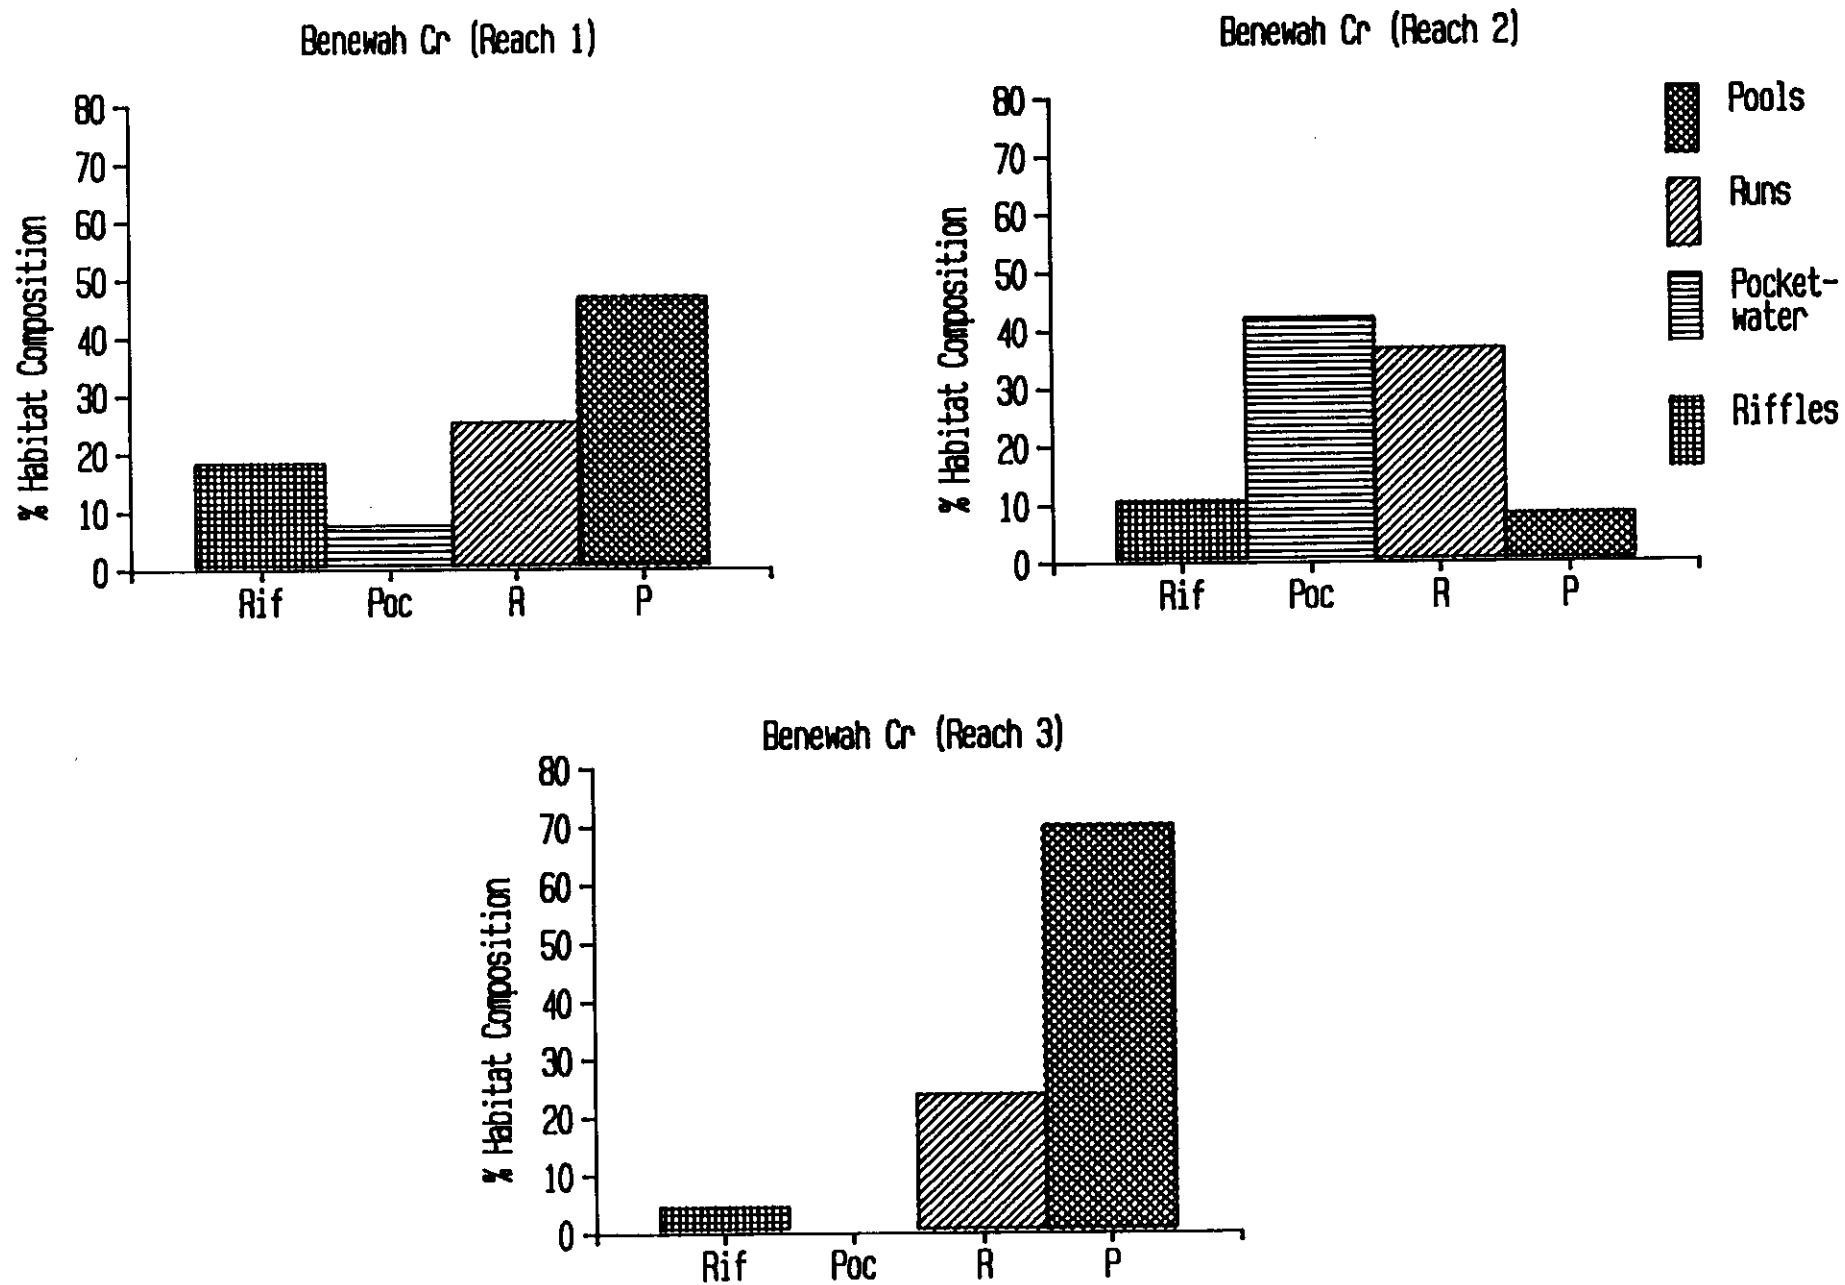 Benewah Cr (Reach 1)
% Habitat Composition
80
70
60
50
40
30
20
10
0
Rif Poc R P
Benewah Cr (Reach 2)
% Habitat Composition
80
70
60
50
40
30
20
10
0
Rif Poc R P
Pools
Runs
Pocket-
water
Riffles
Benewah Cr (Reach 3)
% Habitat Composition
80
70
60
50
40
30
20
10
0
Rif Poc R P